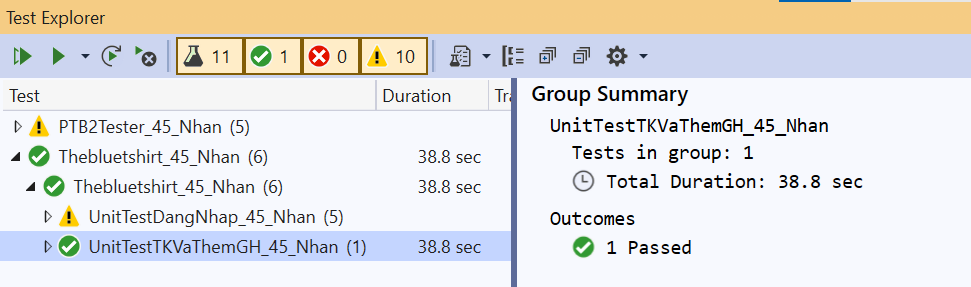 Test Explorer
11 1 0 10
Test Duration Tra
PTB2Tester_45_Nhan (5)
Thebluetshirt_45_Nhan (6) 38.8 sec
Thebluetshirt_45_Nhan (6) 38.8 sec
UnitTestDangNhap_45_Nhan (5)
UnitTestTKVaThemGH_45_Nhan (1) 38.8 sec
Group Summary
UnitTestTKVaThemGH_45_Nhan
Tests in group: 1
Total Duration: 38.8 sec
Outcomes
1 Passed